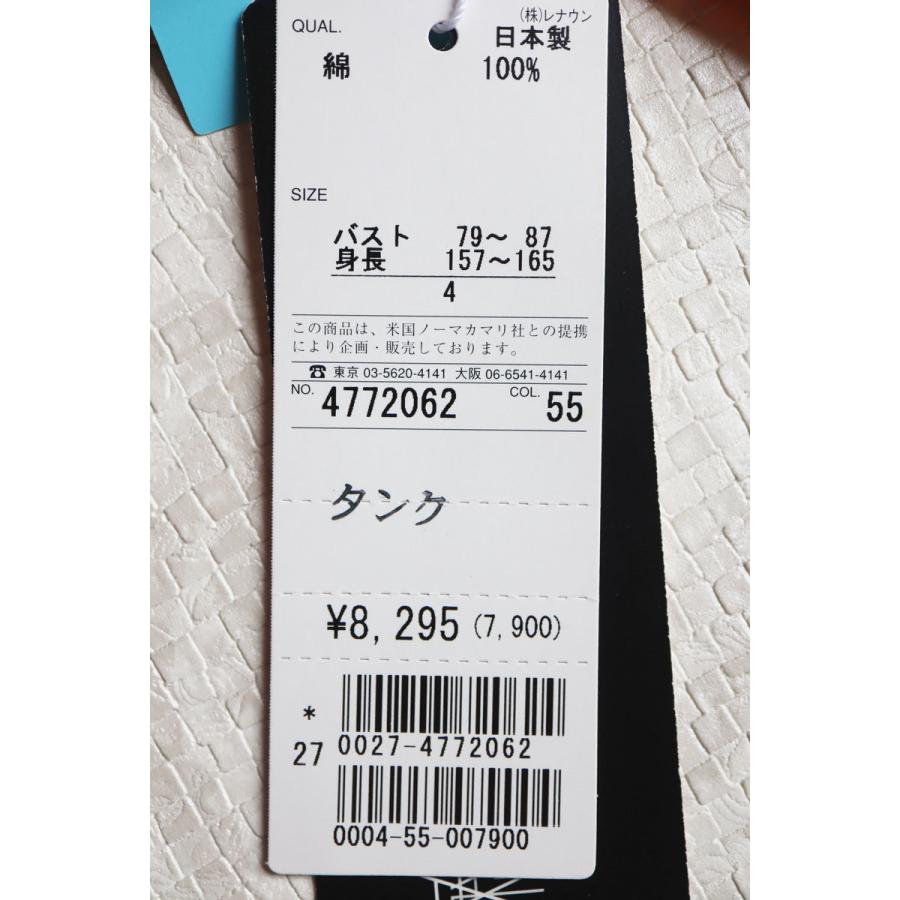 QUAL.
(株)レナウン
日本製
綿 100%
SIZE
バスト 79～ 87
身長 157～165
4
この商品は、米国ノーマカマリ社との提携
により企画・販売しております。
☎ 東京 03-5620-4141 大阪 06-6541-4141
NO. 4772062 COL. 55
タンク
¥8,295 (7,900)
*
27
0027-4772062
0004-55-007900